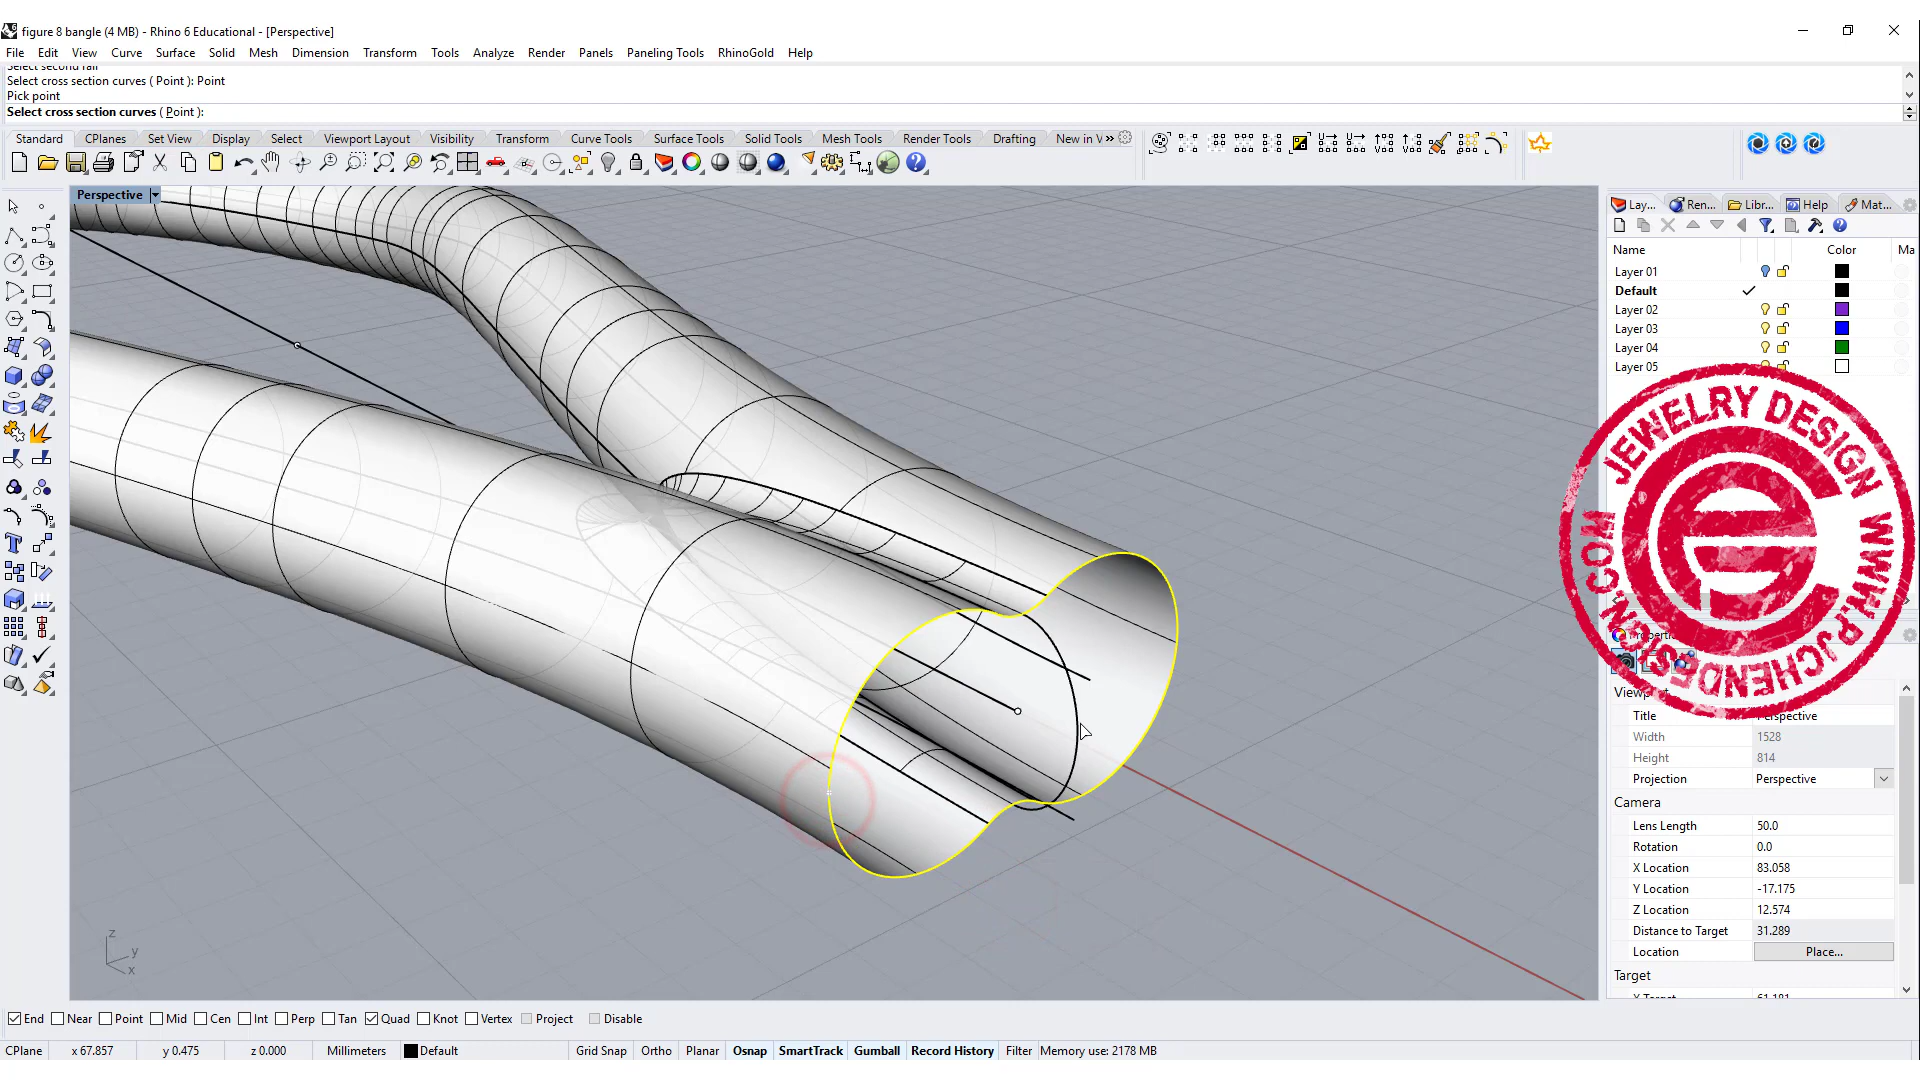 figure 8 bangle (4 MB) - Rhino 6 Educational - [Perspective]
File Edit View Curve Surface Solid Mesh Dimension Transform Tools Analyze Render Panels Paneling Tools RhinoGold Help
Select cross section curves ( Point ): Point
Pick point
Select cross section curves ( Point ):
Standard CPlanes Set View Display Select Viewport Layout Visibility Transform Curve Tools Surface Tools Solid Tools Mesh Tools Render Tools Drafting New in V
Perspective
Lay... Ren... Libr... Help Mat...
Name Color Ma
Layer 01
Default
Layer 02
Layer 03
Layer 04
Layer 05
JEWELRY DESIGN
WWW.PJCHENDESIGN.COM
Title Perspective
Width 1528
Height 814
Projection Perspective
Camera
Lens Length 50.0
Rotation 0.0
X Location 83.058
Y Location -17.175
Z Location 12.574
Distance to Target 31.289
Location Place...
Target
z
y
x
End Near Point Mid Cen Int Perp Tan Quad Knot Vertex Project Disable
CPlane x 67.857 y 0.475 z 0.000 Millimeters Default Grid Snap Ortho Planar Osnap SmartTrack Gumball Record History Filter Memory use: 2178 MB